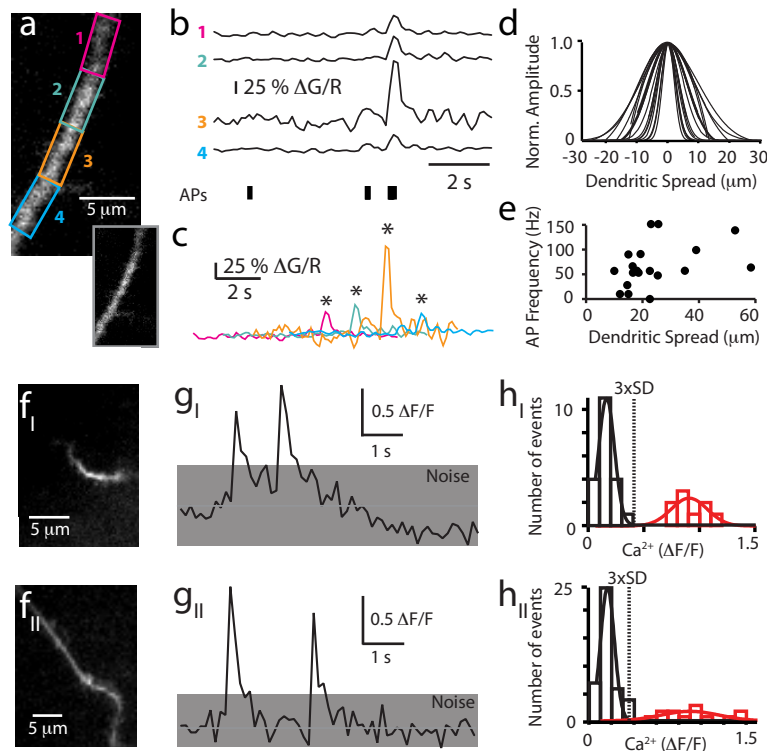 a
1
2
3
4
5 µm
b
1
2
25 % ΔG/R
3
4
2 s
APs
c
25 % ΔG/R
2 s
*
*
*
*
d
Norm. Amplitude
1.0
0.5
0
-20
-10
0
10
20
30
Dendritic Spread (µm)
e
AP Frequency (Hz)
150
100
50
0
0
20
40
60
Dendritic Spread (µm)
fI
5 µm
gI
0.5 ΔF/F
1 s
Noise
hI
3xSD
Number of events
10
0
0
1.5
Ca²⁺ (ΔF/F)
fII
5 µm
gII
0.5 ΔF/F
1 s
Noise
hII
3xSD
Number of events
25
0
0
1.5
Ca²⁺ (ΔF/F)